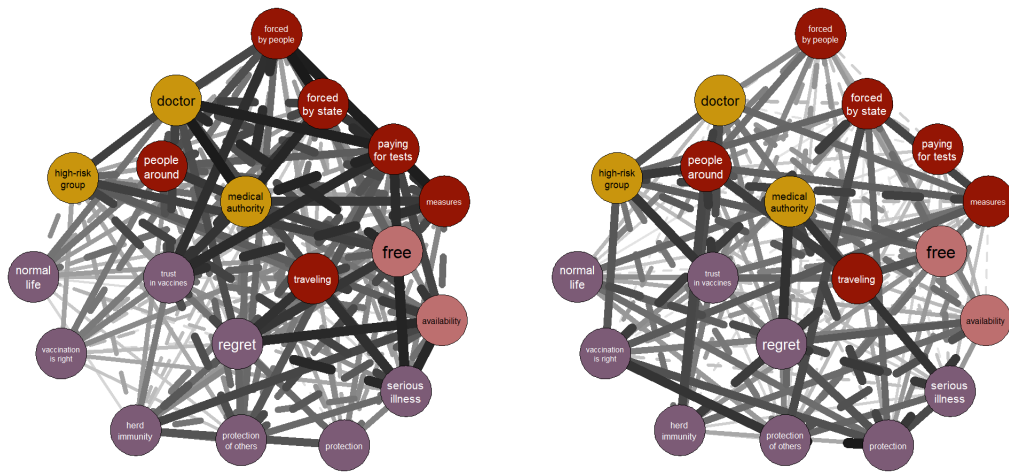 forced
by people
doctor
forced
by state
paying
for tests
people
around
high-risk
group
medical
authority
measures
free
normal
life
trust
in vaccines
traveling
availability
vaccination
is right
regret
serious
illness
herd
immunity
protection
of others
protection
forced
by people
doctor
forced
by state
paying
for tests
people
around
high-risk
group
medical
authority
measures
free
normal
life
trust
in vaccines
traveling
availability
vaccination
is right
regret
serious
illness
herd
immunity
protection
of others
protection